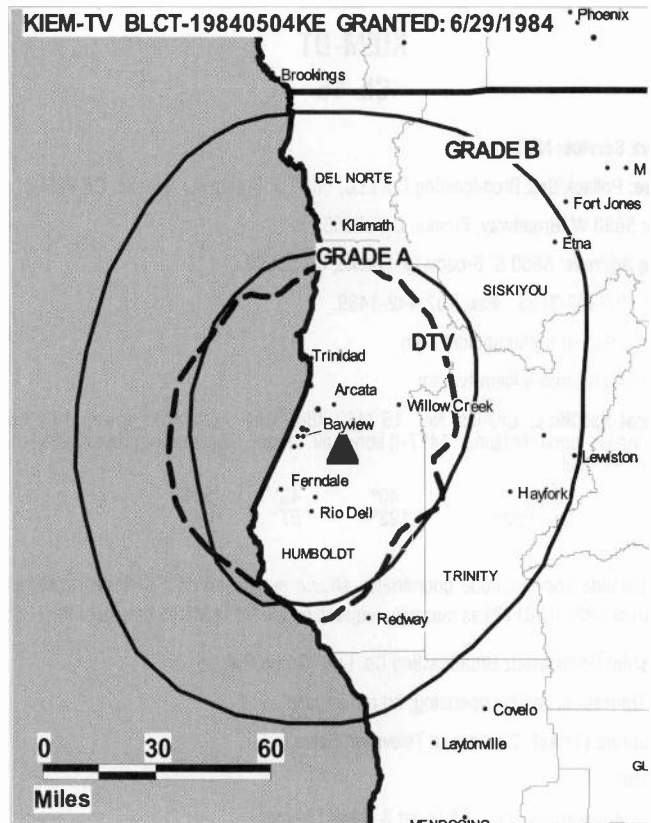 KIEM-TV BLCT-19840504KE GRANTED: 6/29/1984
Phoenix
Brookings
GRADE B
DEL NORTE
M
Fort Jones
Klamath
Etna
GRADE A
SISKIYOU
DTV
Trinidad
Arcata
Willow Creek
Bayview
Lewiston
Ferndale
Hayfork
Rio Dell
HUMBOLDT
TRINITY
Redway
Covelo
Laytonville
0 30 60
Miles
GL
MENDOCINO